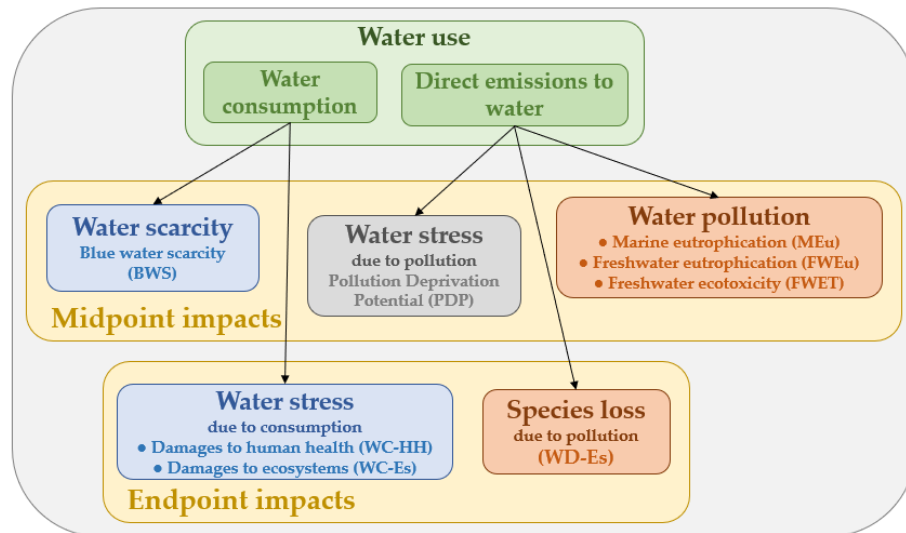 Water use
Water
consumption
Direct emissions to
water
Water scarcity
Blue water scarcity
(BWS)
Water stress
due to pollution
Pollution Deprivation
Potential (PDP)
Water pollution
● Marine eutrophication (MEu)
● Freshwater eutrophication (FWEu)
● Freshwater ecotoxicity (FWET)
Midpoint impacts
Water stress
due to consumption
● Damages to human health (WC-HH)
● Damages to ecosystems (WC-Es)
Species loss
due to pollution
(WD-Es)
Endpoint impacts